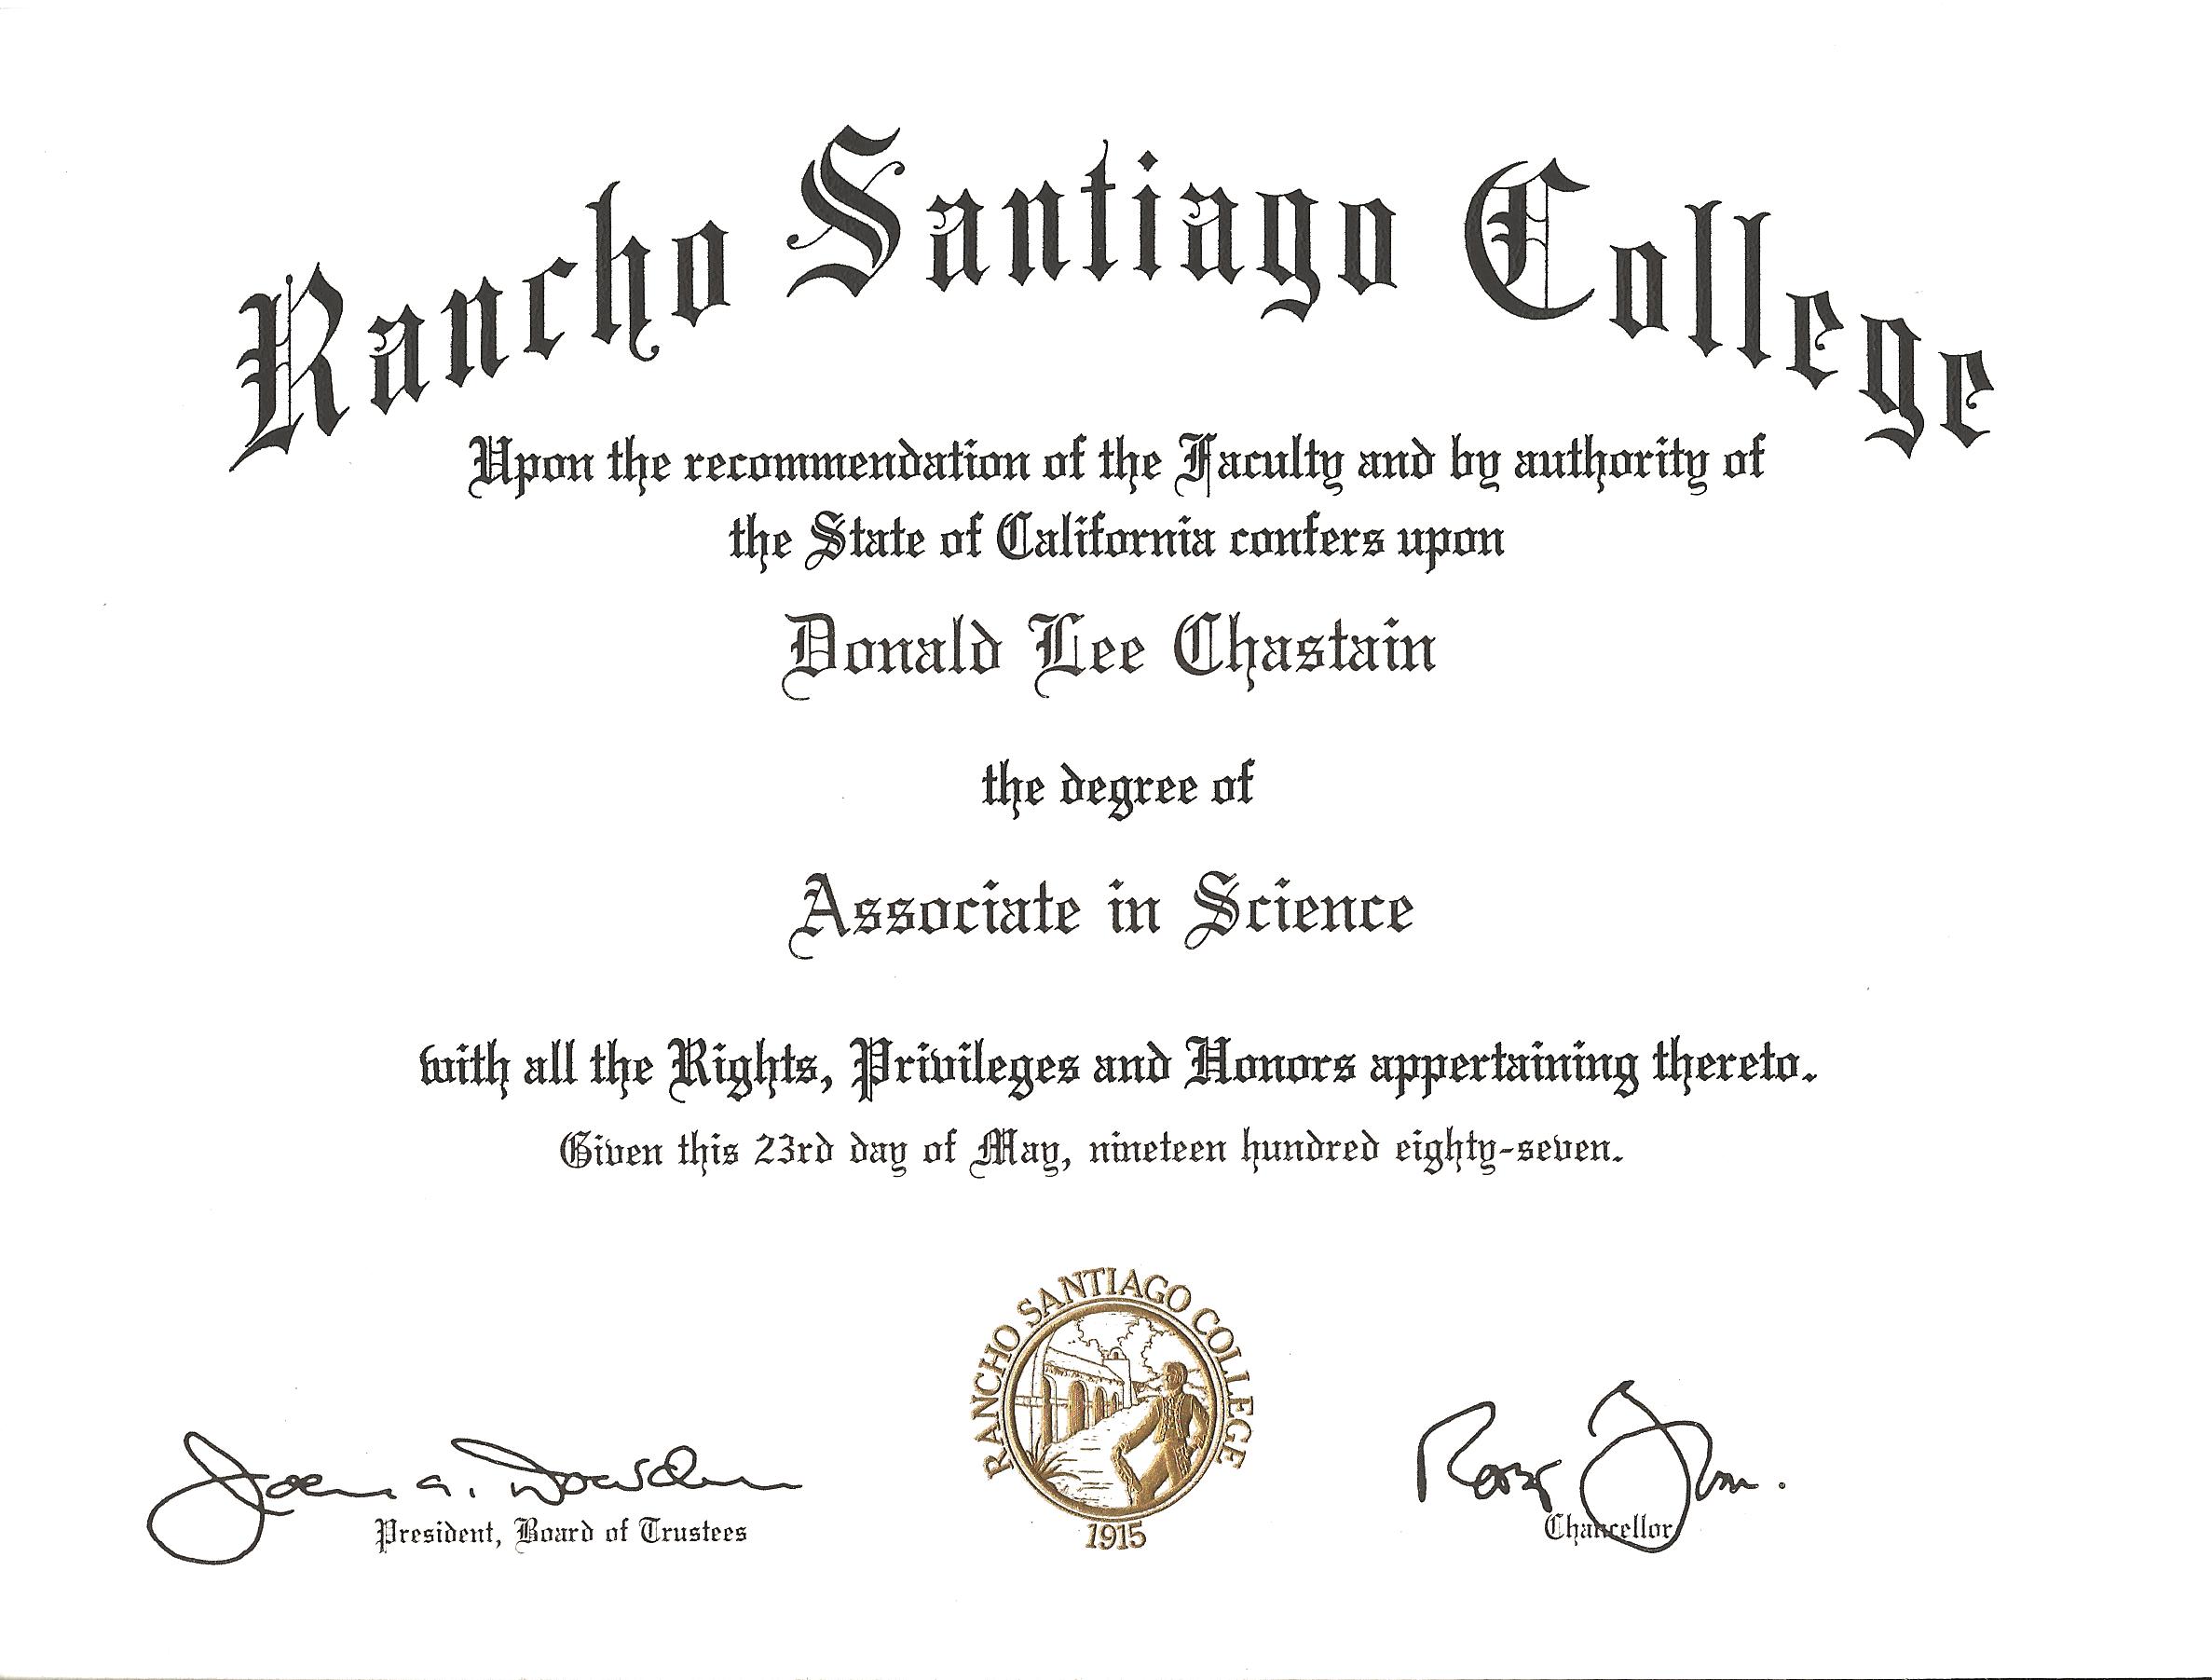 Rancho Santiago College
Upon the recommendation of the Faculty and by authority of
the State of California confers upon
Donald Lee Chastain
the degree of
Associate in Science
with all the Rights, Privileges and Honors appertaining thereto.
Given this 23rd day of May, nineteen hundred eighty-seven.
RANCHO SANTIAGO COLLEGE
1915
President, Board of Trustees
Chancellor